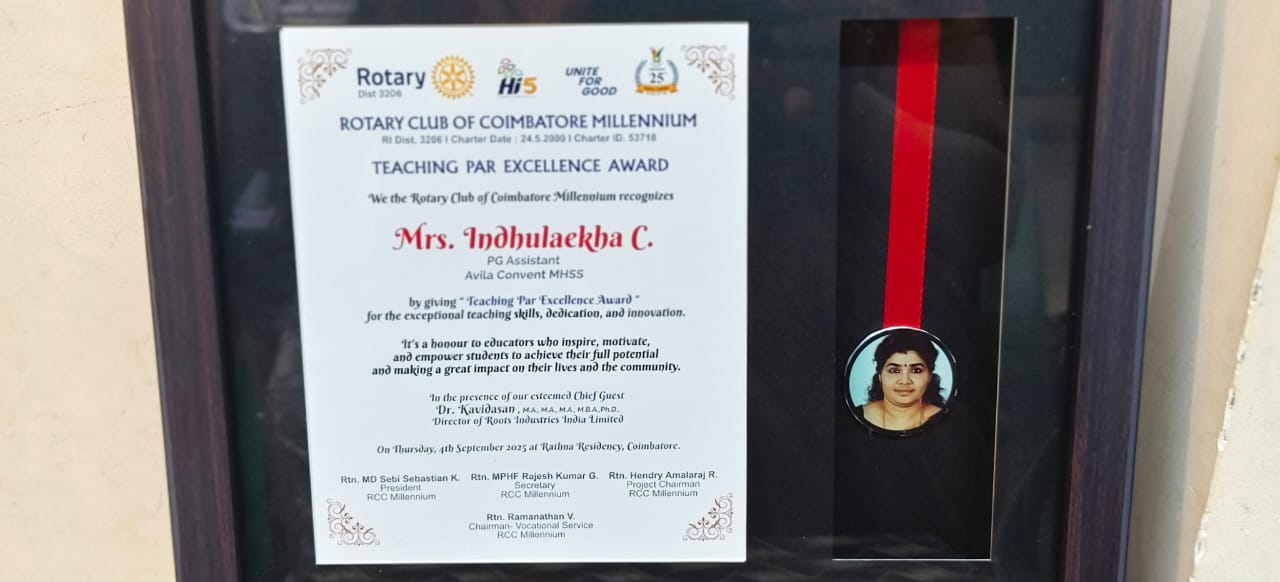 Rotary
Dist 3206
Hi5
UNITE
FOR
GOOD
25
ROTARY CLUB OF COIMBATORE MILLENNIUM
RI Dist. 3206 I Charter Date : 24.5.2000 I Charter ID. 53718
TEACHING PAR EXCELLENCE AWARD
We the Rotary Club of Coimbatore Millennium recognizes
Mrs. Indhulaekha C.
PG Assistant
Avila Convent MHSS
by giving " Teaching Par Excellence Award "
for the exceptional teaching skills, dedication, and innovation.
It's a honour to educators who inspire, motivate,
and empower students to achieve their full potential
and making a great impact on their lives and the community.
In the presence of our esteemed Chief Guest
Dr. Kavidasan , M.A., M.A., M.A., M.B.A.,Ph.D.,
Director of Roots Industries India Limited
On Thursday, 4th September 2025 at Rathna Residency, Coimbatore.
Rtn. MD Sebi Sebastian K. Rtn. MPHF Rajesh Kumar G. Rtn. Hendry Amalaraj R.
President Secretary Project Chairman
RCC Millennium RCC Millennium RCC Millennium
Rtn. Ramanathan V.
Chairman- Vocational Service
RCC Millennium